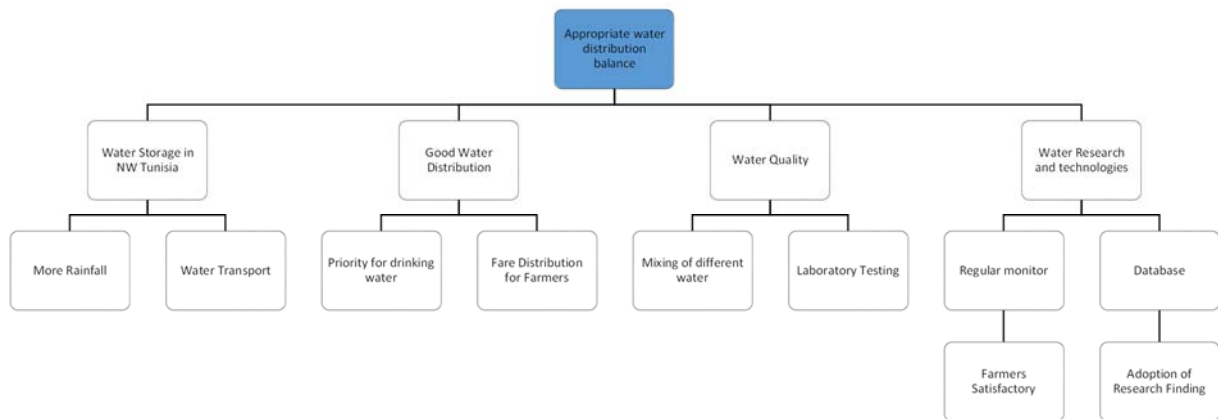 Appropriate water
distribution
balance
Water Storage in
NW Tunisia
Good Water
Distribution
Water Quality
Water Research
and technologies
More Rainfall
Water Transport
Priority for drinking
water
Fare Distribution
for Farmers
Mixing of different
water
Laboratory Testing
Regular monitor
Database
Farmers
Satisfactory
Adoption of
Research Finding